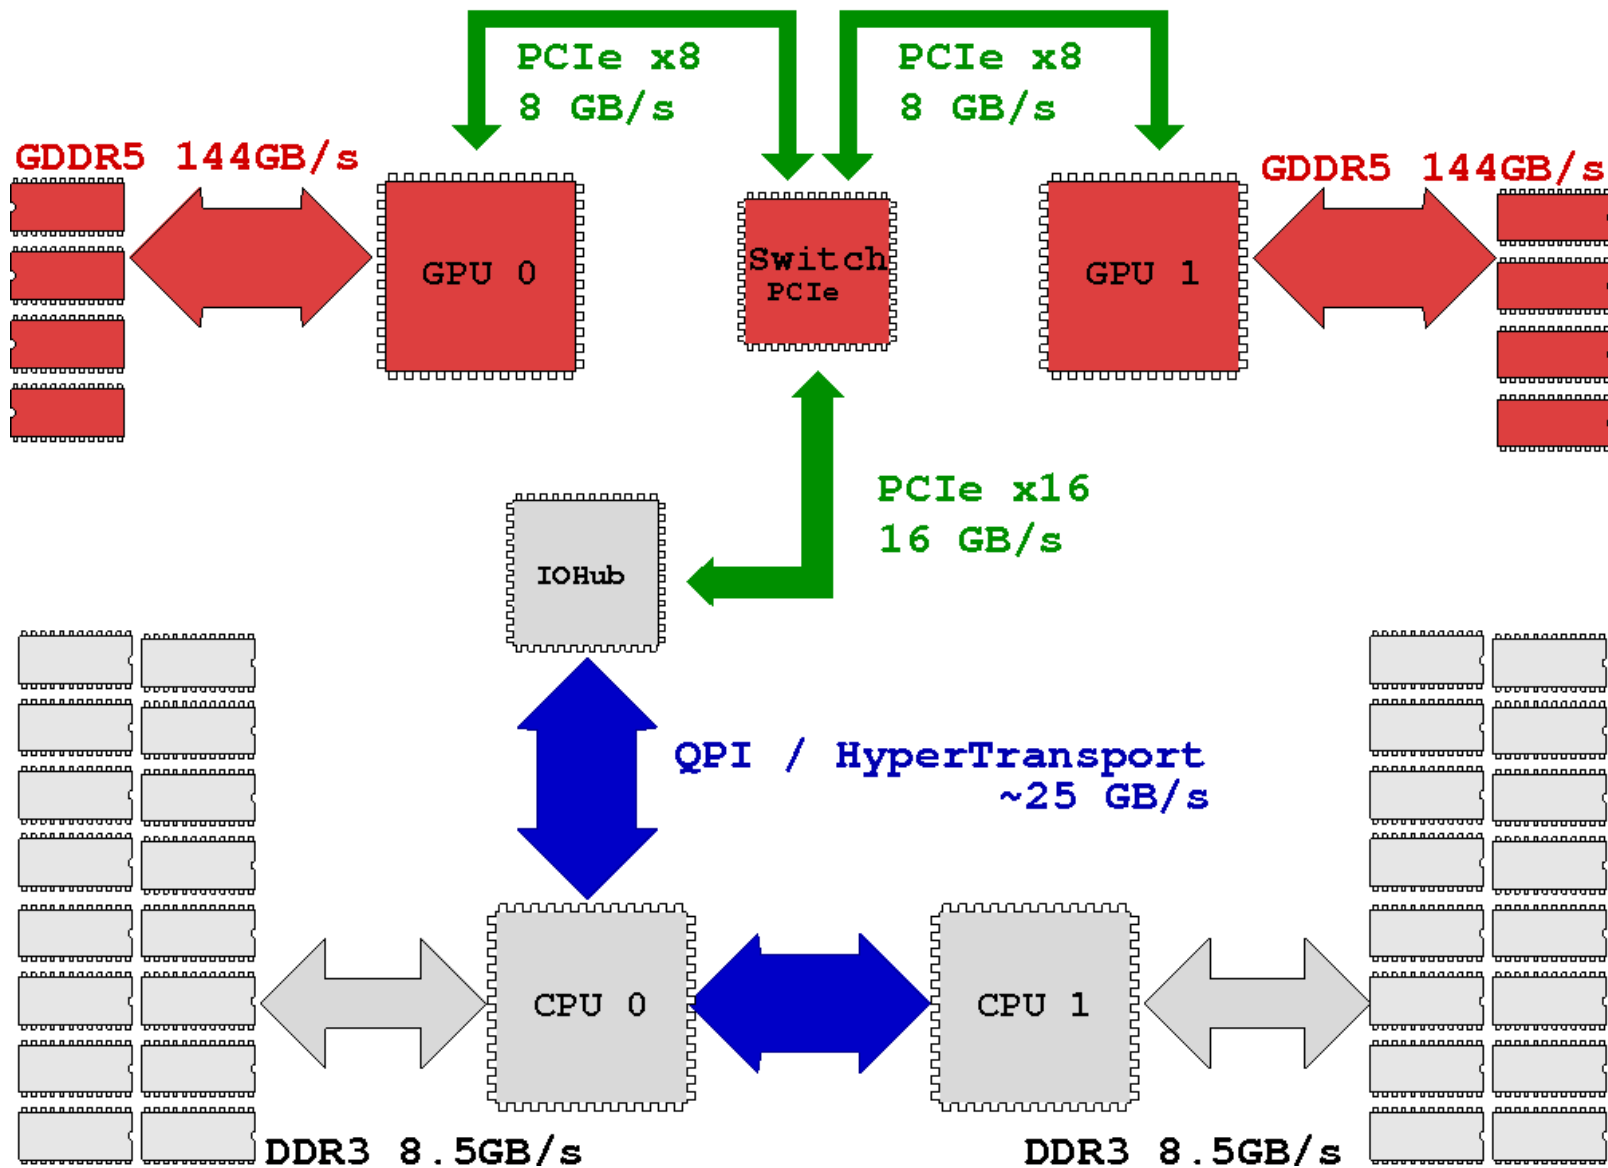 PCIe x8
8 GB/s
PCIe x8
8 GB/s
GDDR5 144GB/s
GDDR5 144GB/s
GPU 0
Switch
PCIe
GPU 1
PCIe x16
16 GB/s
IOHub
QPI / HyperTransport
~25 GB/s
CPU 0
CPU 1
DDR3 8.5GB/s
DDR3 8.5GB/s